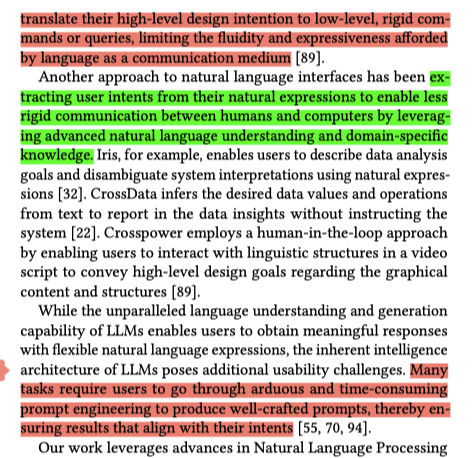 translate their high-level design intention to low-level, rigid com-
mands or queries, limiting the fluidity and expressiveness afforded
by language as a communication medium [89].
Another approach to natural language interfaces has been ex-
tracting user intents from their natural expressions to enable less
rigid communication between humans and computers by leverag-
ing advanced natural language understanding and domain-specific
knowledge. Iris, for example, enables users to describe data analysis
goals and disambiguate system interpretations using natural expres-
sions [32]. CrossData infers the desired data values and operations
from text to report in the data insights without instructing the
system [22]. Crosspower employs a human-in-the-loop approach
by enabling users to interact with linguistic structures in a video
script to convey high-level design goals regarding the graphical
content and structures [89].
While the unparalleled language understanding and generation
capability of LLMs enables users to obtain meaningful responses
with flexible natural language expressions, the inherent intelligence
architecture of LLMs poses additional usability challenges. Many
tasks require users to go through arduous and time-consuming
prompt engineering to produce well-crafted prompts, thereby en-
suring results that align with their intents [55, 70, 94].
Our work leverages advances in Natural Language Processing